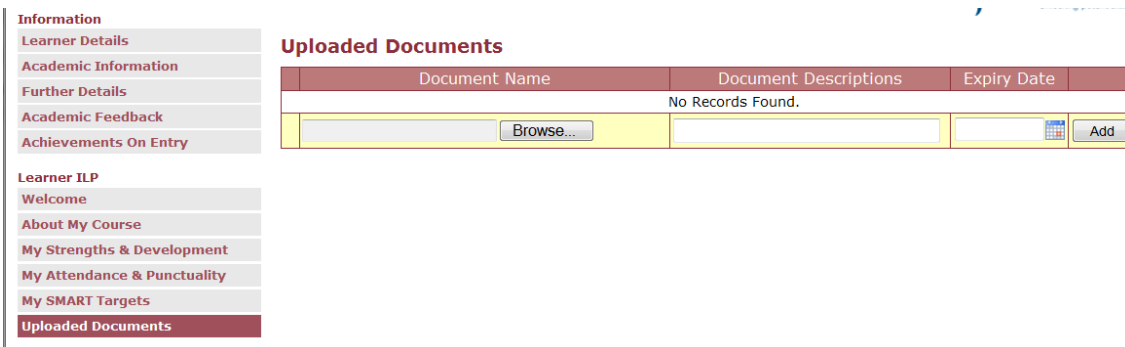 Information
Learner Details
Academic Information
Further Details
Academic Feedback
Achievements On Entry
Learner ILP
Welcome
About My Course
My Strengths & Development
My Attendance & Punctuality
My SMART Targets
Uploaded Documents
Uploaded Documents
Document Name Document Descriptions Expiry Date
No Records Found.
Browse... Add